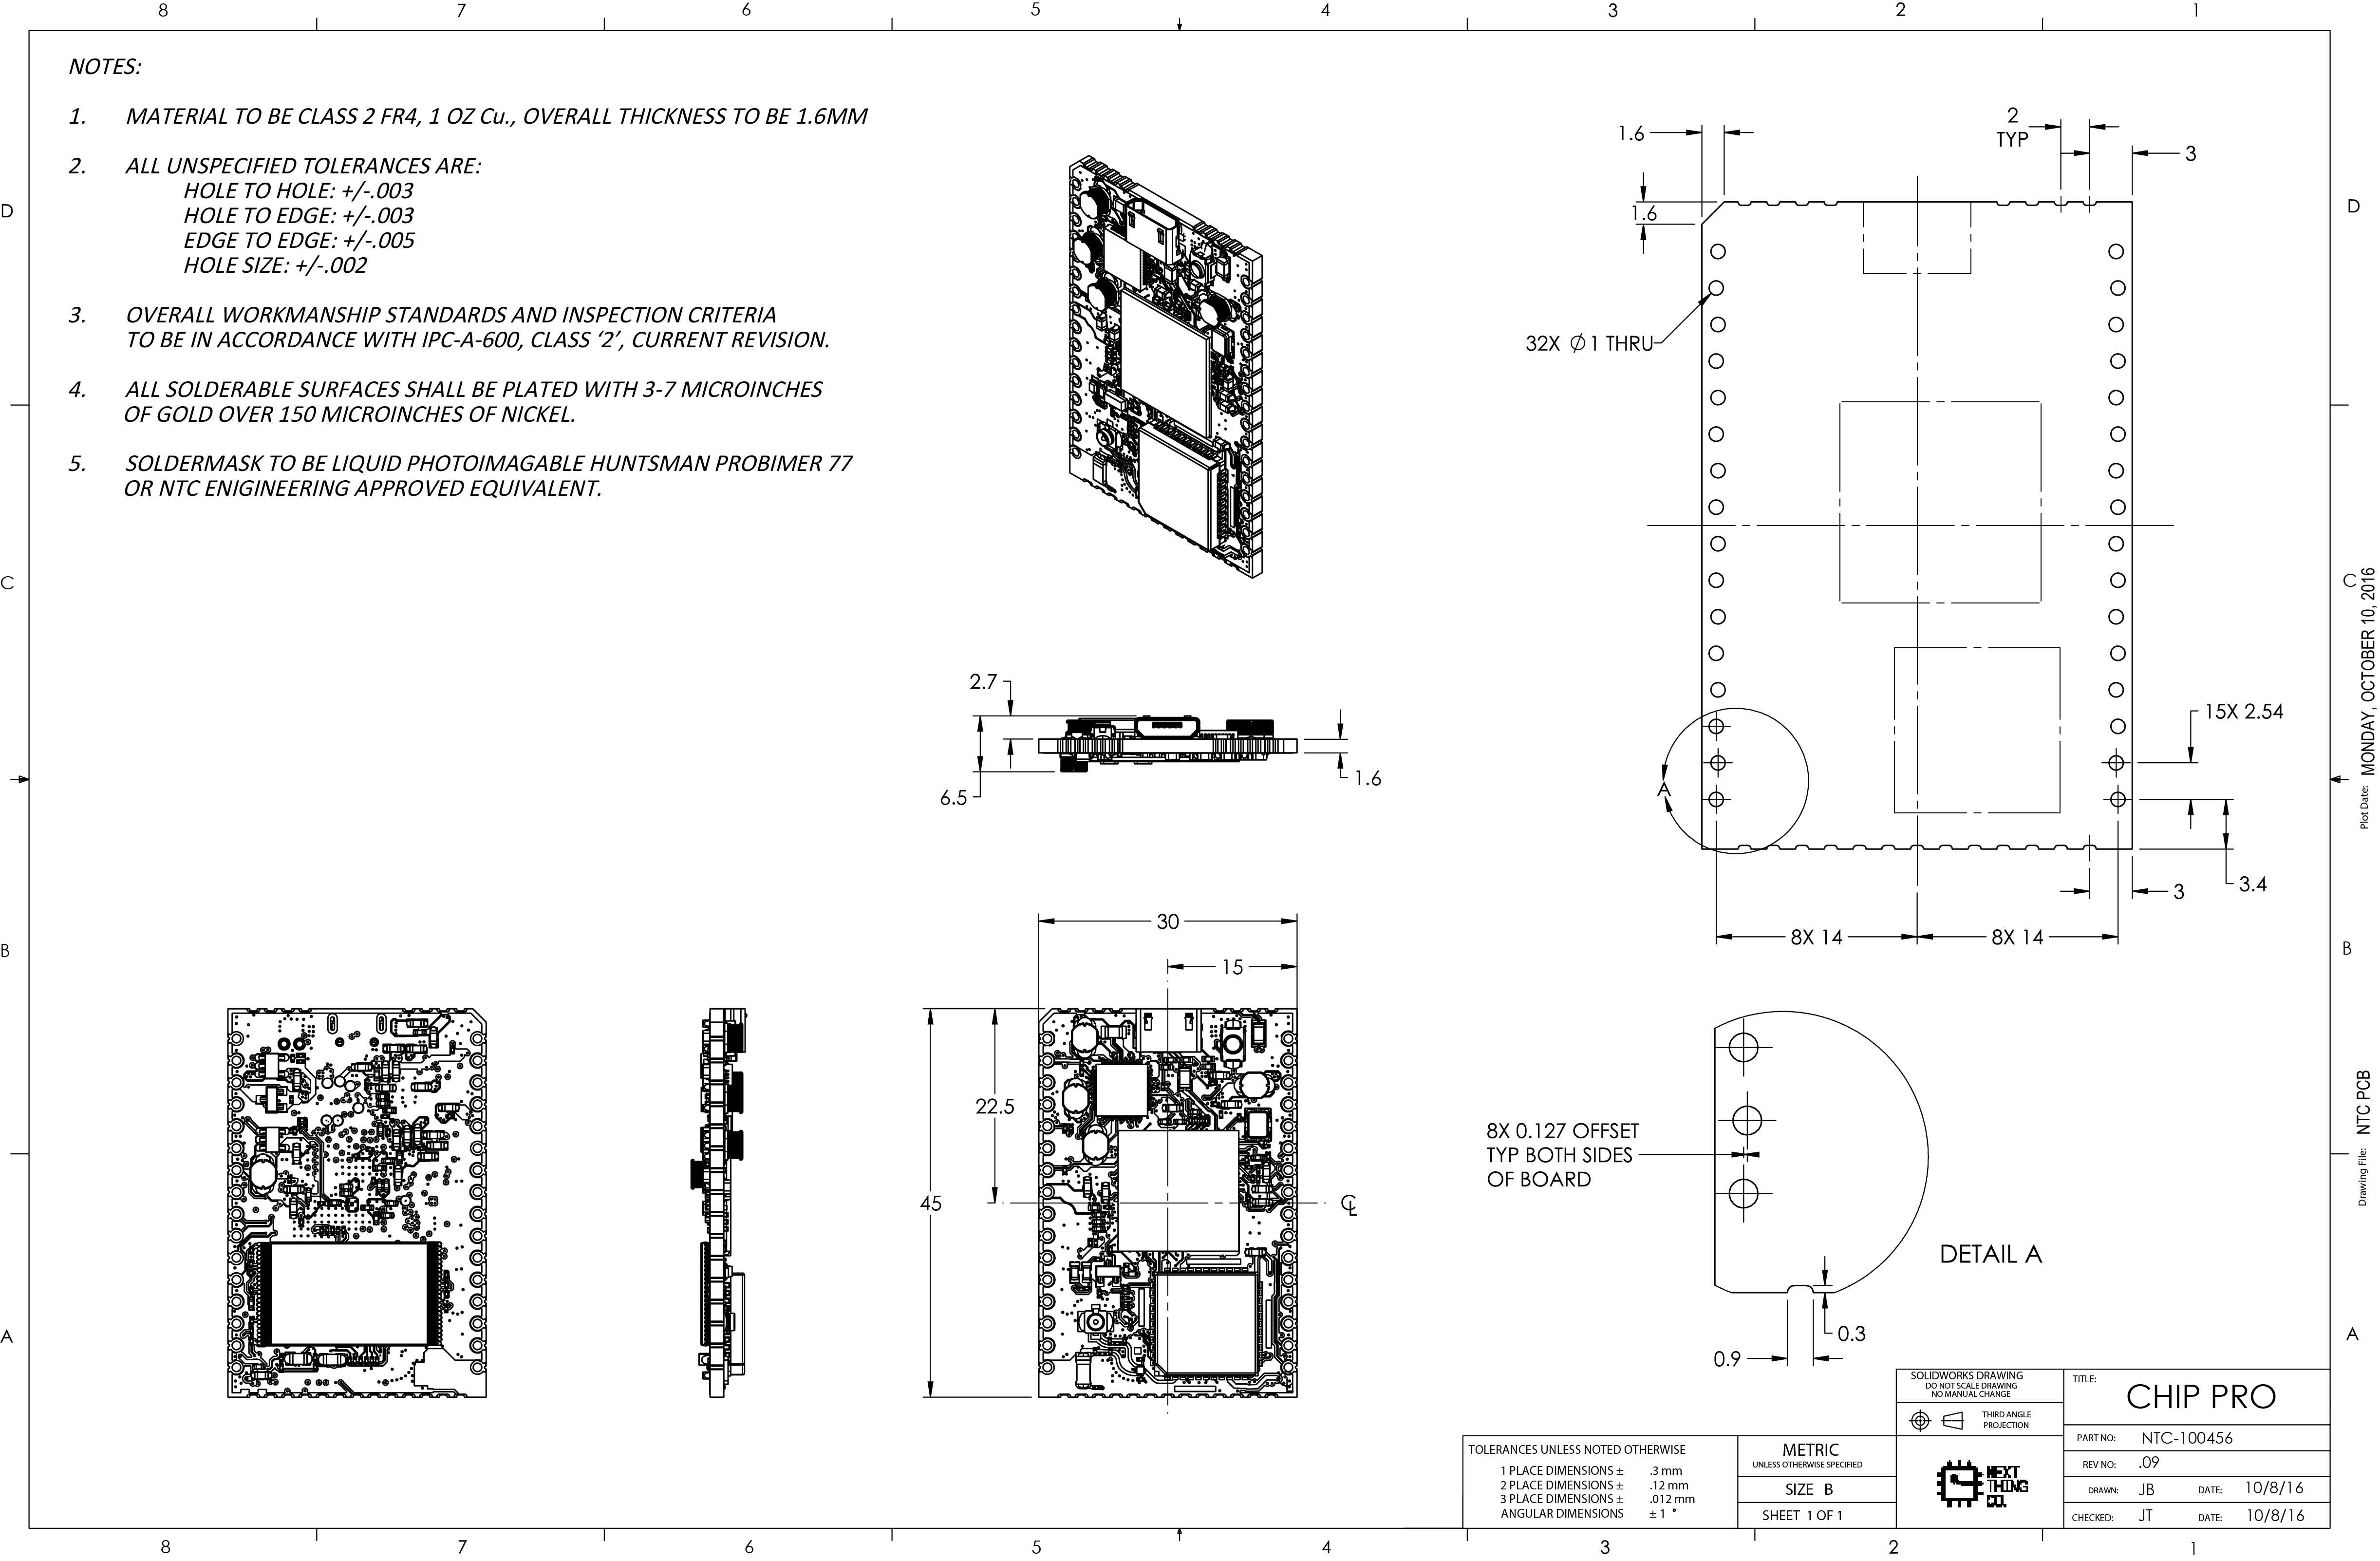 8 7 6 5 4 3 2 1
NOTES:
1. MATERIAL TO BE CLASS 2 FR4, 1 OZ Cu., OVERALL THICKNESS TO BE 1.6MM
2. ALL UNSPECIFIED TOLERANCES ARE:
HOLE TO HOLE: +/-.003
HOLE TO EDGE: +/-.003
EDGE TO EDGE: +/-.005
HOLE SIZE: +/-.002
3. OVERALL WORKMANSHIP STANDARDS AND INSPECTION CRITERIA
TO BE IN ACCORDANCE WITH IPC-A-600, CLASS ‘2’, CURRENT REVISION.
4. ALL SOLDERABLE SURFACES SHALL BE PLATED WITH 3-7 MICROINCHES
OF GOLD OVER 150 MICROINCHES OF NICKEL.
5. SOLDERMASK TO BE LIQUID PHOTOIMAGABLE HUNTSMAN PROBIMER 77
OR NTC ENIGINEERING APPROVED EQUIVALENT.
D
C
B
A
1.6
2
TYP
3
1.6
32X ∅1 THRU
A
15X 2.54
3.4
3
8X 14
8X 14
2.7
6.5
1.6
30
15
22.5
45
℄
8X 0.127 OFFSET
TYP BOTH SIDES
OF BOARD
DETAIL A
0.3
0.9
D
C
B
A
Plot Date: MONDAY, OCTOBER 10, 2016
Drawing File: NTC PCB
TOLERANCES UNLESS NOTED OTHERWISE
1 PLACE DIMENSIONS ± .3 mm
2 PLACE DIMENSIONS ± .12 mm
3 PLACE DIMENSIONS ± .012 mm
ANGULAR DIMENSIONS ± 1 °
METRIC
UNLESS OTHERWISE SPECIFIED
SIZE B
SHEET 1 OF 1
SOLIDWORKS DRAWING
DO NOT SCALE DRAWING
NO MANUAL CHANGE
THIRD ANGLE
PROJECTION
NEXT
THING
CO.
TITLE:
CHIP PRO
PART NO: NTC-100456
REV NO: .09
DRAWN: JB DATE: 10/8/16
CHECKED: JT DATE: 10/8/16
8 7 6 5 4 3 2 1